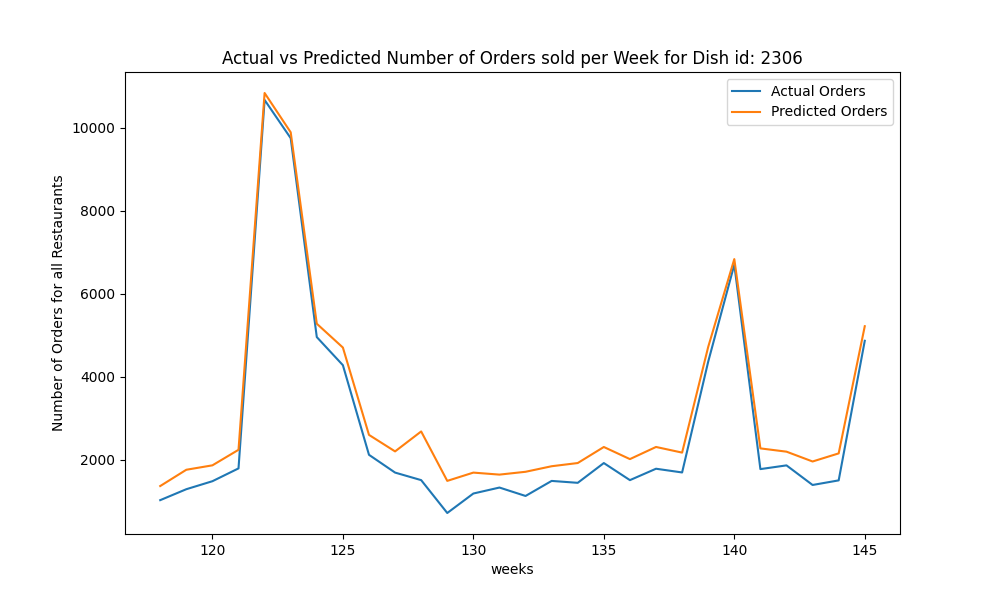 Actual vs Predicted Number of Orders sold per Week for Dish id: 2306
Actual Orders
Predicted Orders
Number of Orders for all Restaurants
10000
8000
6000
4000
2000
120 125 130 135 140 145
weeks